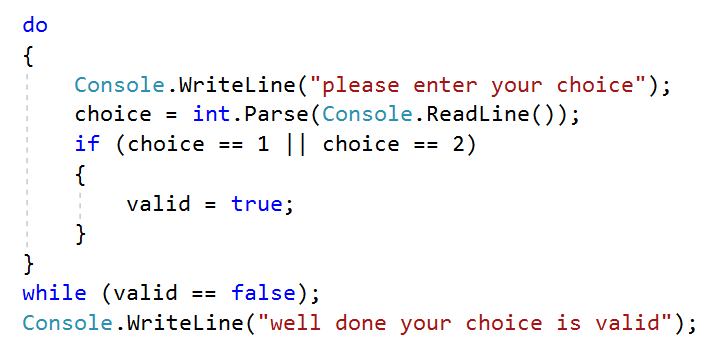 do
{
    Console.WriteLine("please enter your choice");
    choice = int.Parse(Console.ReadLine());
    if (choice == 1 || choice == 2)
    {
        valid = true;
    }
}
while (valid == false);
Console.WriteLine("well done your choice is valid");